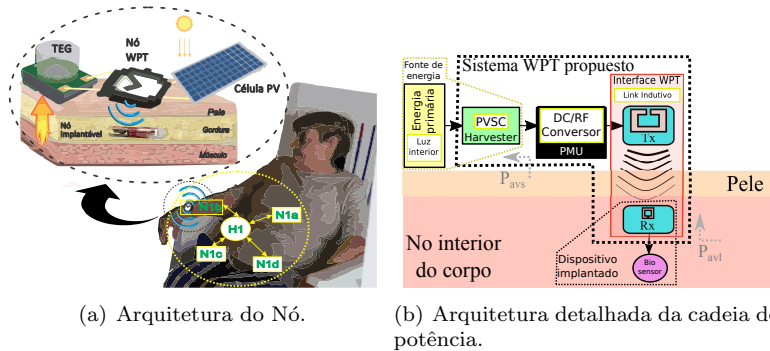 TEG
Nó
WPT
Célula PV
Pele
Nó
Implantável
Gordura
Músculo
N1b
H1
N1a
N1c
N1d
(a) Arquitetura do Nó.
Fonte de
energia
Sistema WPT propuesto
Interface WPT
Link Indutivo
Energia
primária
Luz
interior
PVSC
Harvester
DC/RF
Conversor
PMU
Tx
Pavs
Pele
Rx
No interior
do corpo
Dispositivo
implantado
Bio
sensor
Pavl
(b) Arquitetura detalhada da cadeia de
potência.